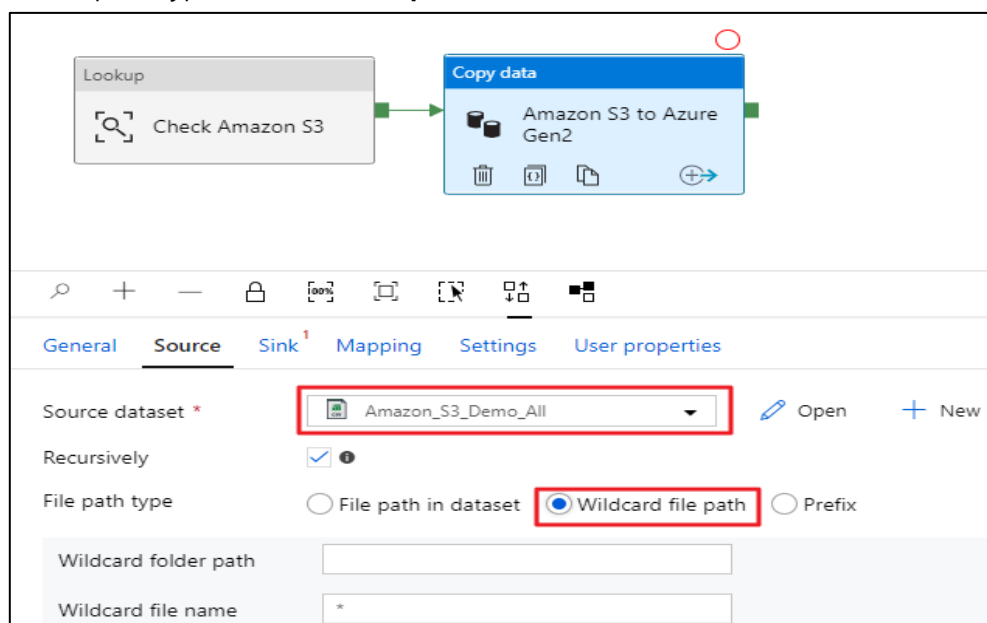 Lookup
Check Amazon S3
Copy data
Amazon S3 to Azure
Gen2
100%
General Source Sink 1 Mapping Settings User properties
Source dataset * Amazon_S3_Demo_All Open New
Recursively
File path type File path in dataset Wildcard file path Prefix
Wildcard folder path
Wildcard file name *